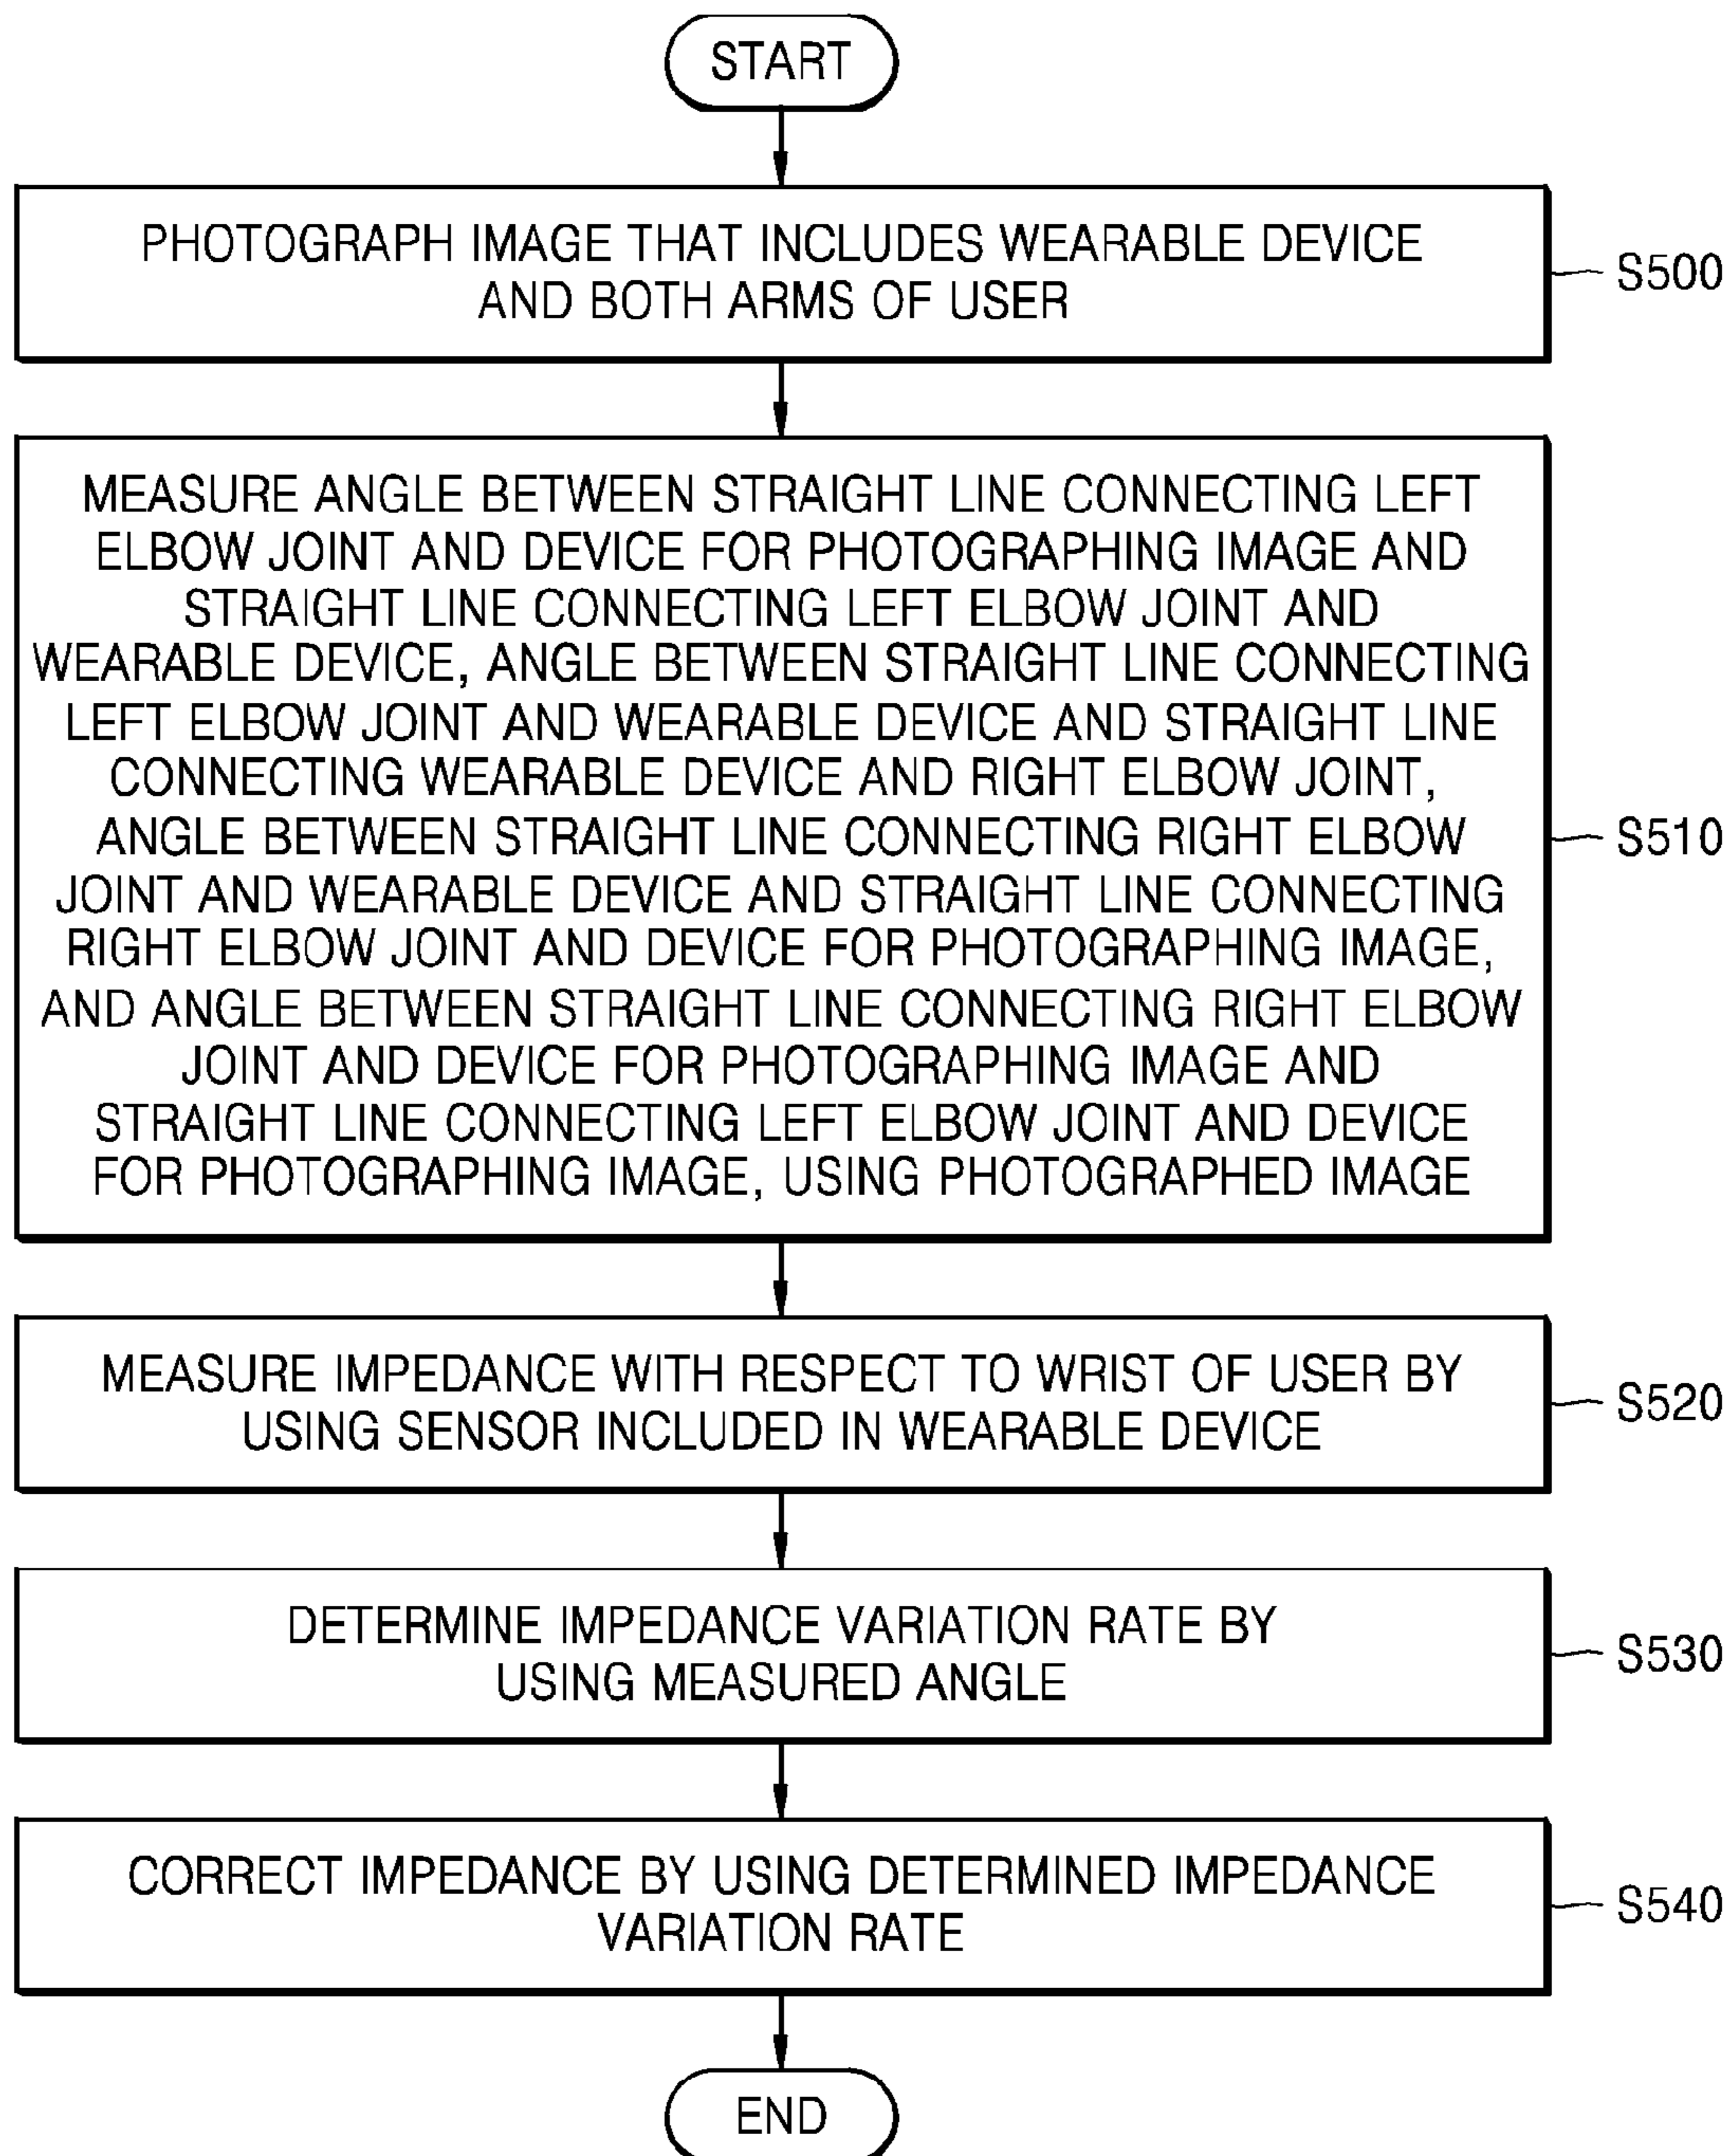 START
PHOTOGRAPH IMAGE THAT INCLUDES WEARABLE DEVICE
AND BOTH ARMS OF USER
S500
MEASURE ANGLE BETWEEN STRAIGHT LINE CONNECTING LEFT
ELBOW JOINT AND DEVICE FOR PHOTOGRAPHING IMAGE AND
STRAIGHT LINE CONNECTING LEFT ELBOW JOINT AND
WEARABLE DEVICE, ANGLE BETWEEN STRAIGHT LINE CONNECTING
LEFT ELBOW JOINT AND WEARABLE DEVICE AND STRAIGHT LINE
CONNECTING WEARABLE DEVICE AND RIGHT ELBOW JOINT,
ANGLE BETWEEN STRAIGHT LINE CONNECTING RIGHT ELBOW
JOINT AND WEARABLE DEVICE AND STRAIGHT LINE CONNECTING
RIGHT ELBOW JOINT AND DEVICE FOR PHOTOGRAPHING IMAGE,
AND ANGLE BETWEEN STRAIGHT LINE CONNECTING RIGHT ELBOW
JOINT AND DEVICE FOR PHOTOGRAPHING IMAGE AND
STRAIGHT LINE CONNECTING LEFT ELBOW JOINT AND DEVICE
FOR PHOTOGRAPHING IMAGE, USING PHOTOGRAPHED IMAGE
S510
MEASURE IMPEDANCE WITH RESPECT TO WRIST OF USER BY
USING SENSOR INCLUDED IN WEARABLE DEVICE
S520
DETERMINE IMPEDANCE VARIATION RATE BY
USING MEASURED ANGLE
S530
CORRECT IMPEDANCE BY USING DETERMINED IMPEDANCE
VARIATION RATE
S540
END